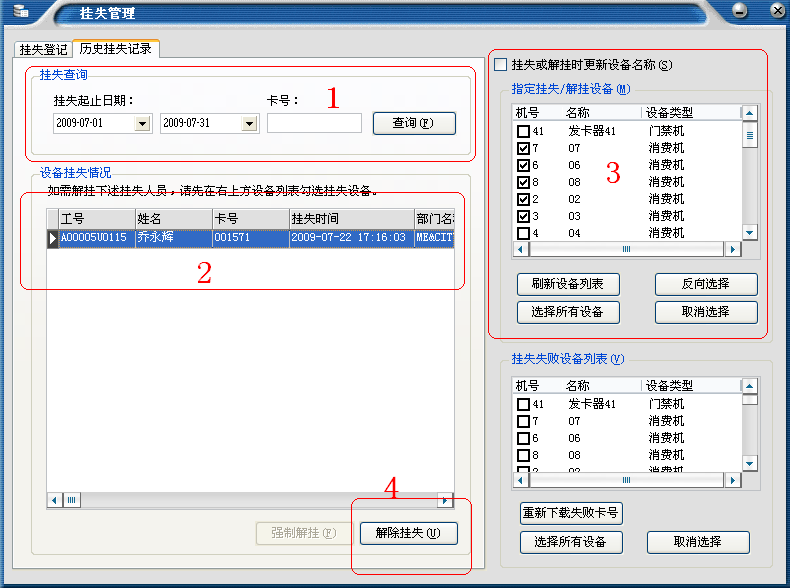 挂失管理
挂失登记 历史挂失记录
挂失查询
挂失起止日期： 卡号：
2009-07-01 2009-07-31 查询(F)
1
设备挂失情况
如需解挂下述挂失人员，请先在右上方设备列表勾选挂失设备。
工号 姓名 卡号 挂失时间 部门名
A00005U0115 乔永辉 001571 2009-07-22 17:16:03 ME&CIT
2
强制解挂(F) 解除挂失(U)
4
挂失或解挂时更新设备名称(S)
指定挂失/解挂设备(M)
机号 名称 设备类型
41 发卡器41 门禁机
7 07 消费机
6 06 消费机
8 08 消费机
2 02 消费机
3 03 消费机
4 04 消费机
3
刷新设备列表 反向选择
选择所有设备 取消选择
挂失失败设备列表(V)
机号 名称 设备类型
41 发卡器41 门禁机
7 07 消费机
6 06 消费机
8 08 消费机
2 02 消费机
重新下载失败卡号
选择所有设备 取消选择